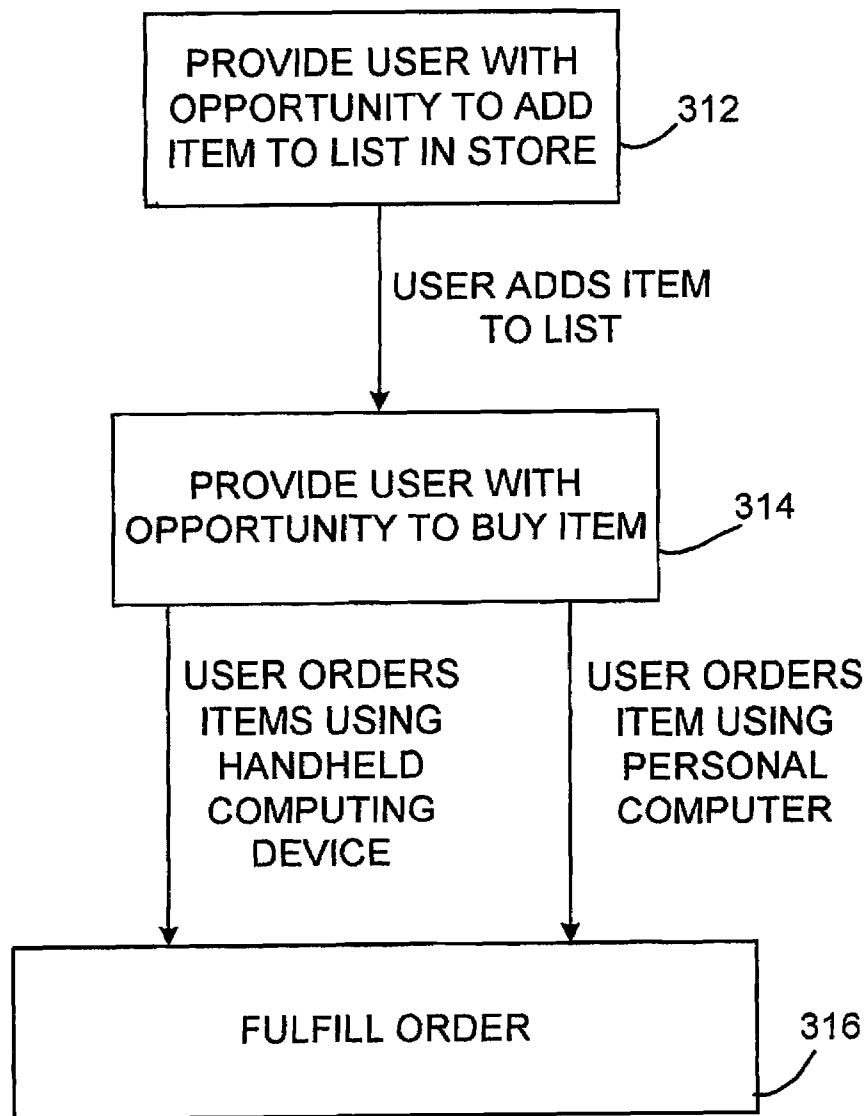 PROVIDE USER WITH
OPPORTUNITY TO ADD
ITEM TO LIST IN STORE
312
USER ADDS ITEM
TO LIST
PROVIDE USER WITH
OPPORTUNITY TO BUY ITEM
314
USER ORDERS
ITEMS USING
HANDHELD
COMPUTING
DEVICE
USER ORDERS
ITEM USING
PERSONAL
COMPUTER
FULFILL ORDER
316